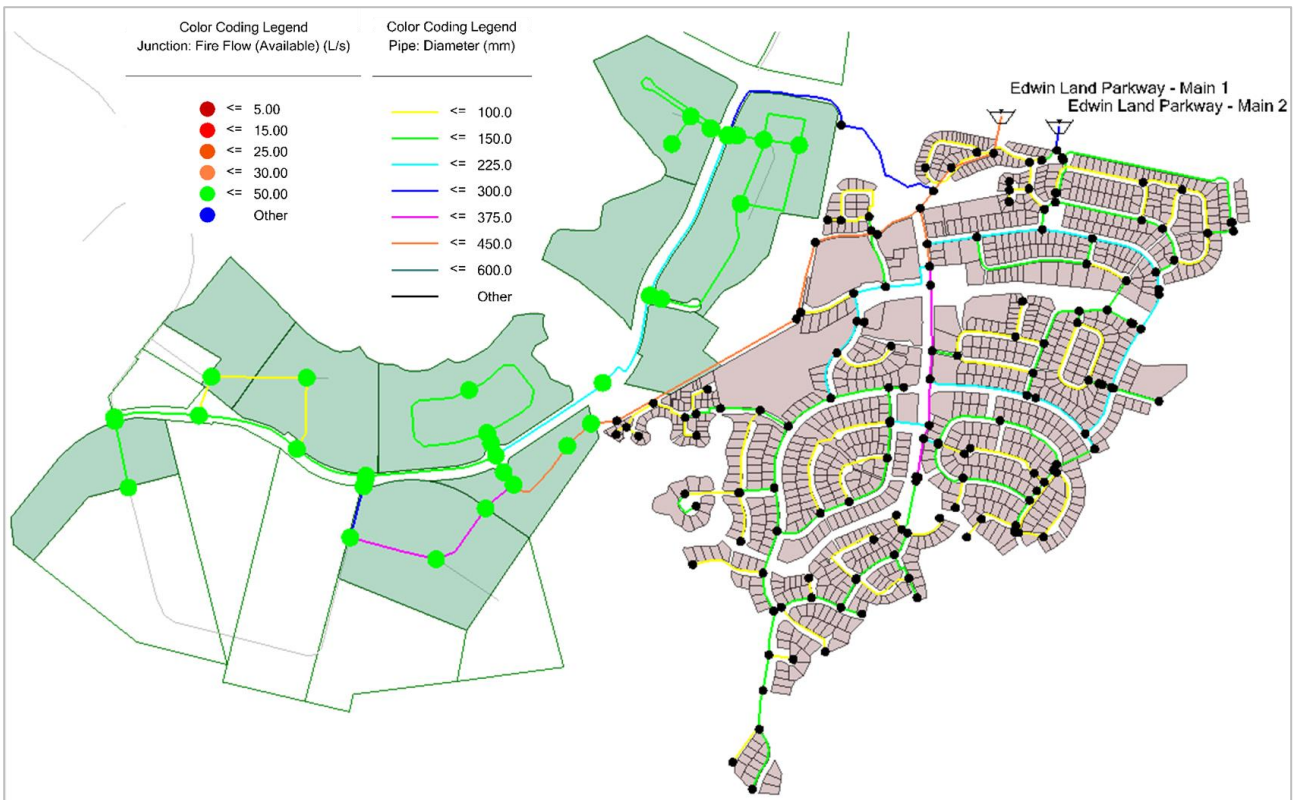 Color Coding Legend
Junction: Fire Flow (Available) (L/s)
<= 5.00
<= 15.00
<= 25.00
<= 30.00
<= 50.00
Other
Color Coding Legend
Pipe: Diameter (mm)
<= 100.0
<= 150.0
<= 225.0
<= 300.0
<= 375.0
<= 450.0
<= 600.0
Other
Edwin Land Parkway - Main 1
Edwin Land Parkway - Main 2